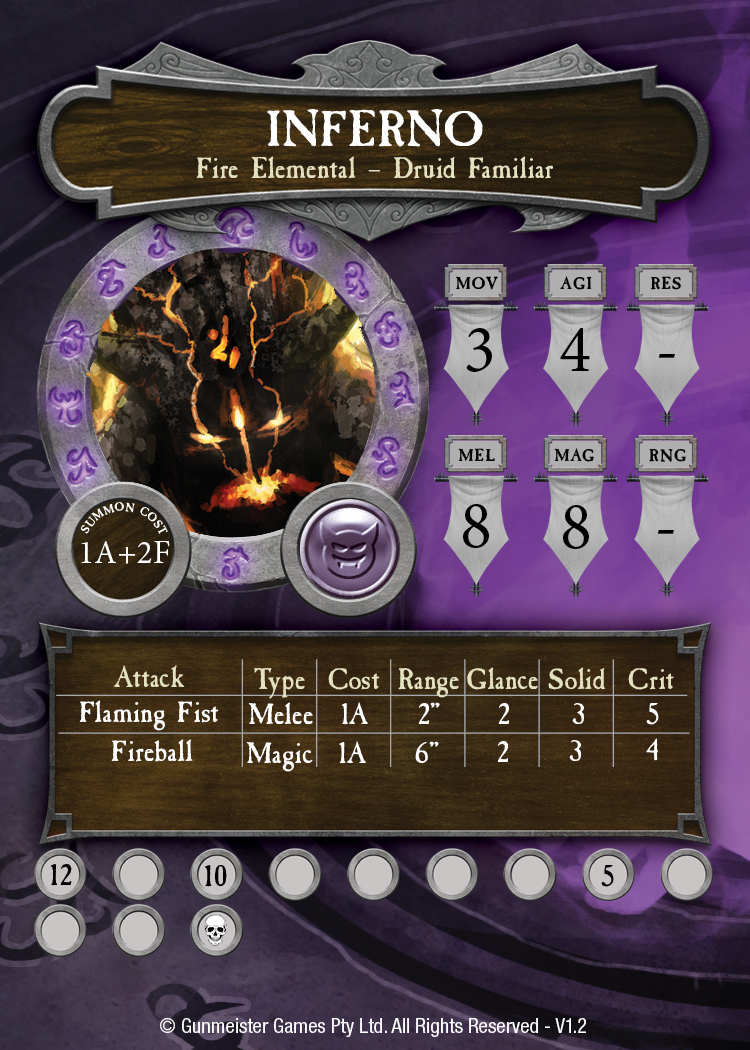 INFERNO
Fire Elemental – Druid Familiar
MOV AGI RES
3 4 -
MEL MAG RNG
8 8 -
SUMMON COST
1A+2F
Attack Type Cost Range Glance Solid Crit
Flaming Fist Melee 1A 2” 2 3 5
Fireball Magic 1A 6” 2 3 4
12 10 5
© Gunmeister Games Pty Ltd. All Rights Reserved - V1.2